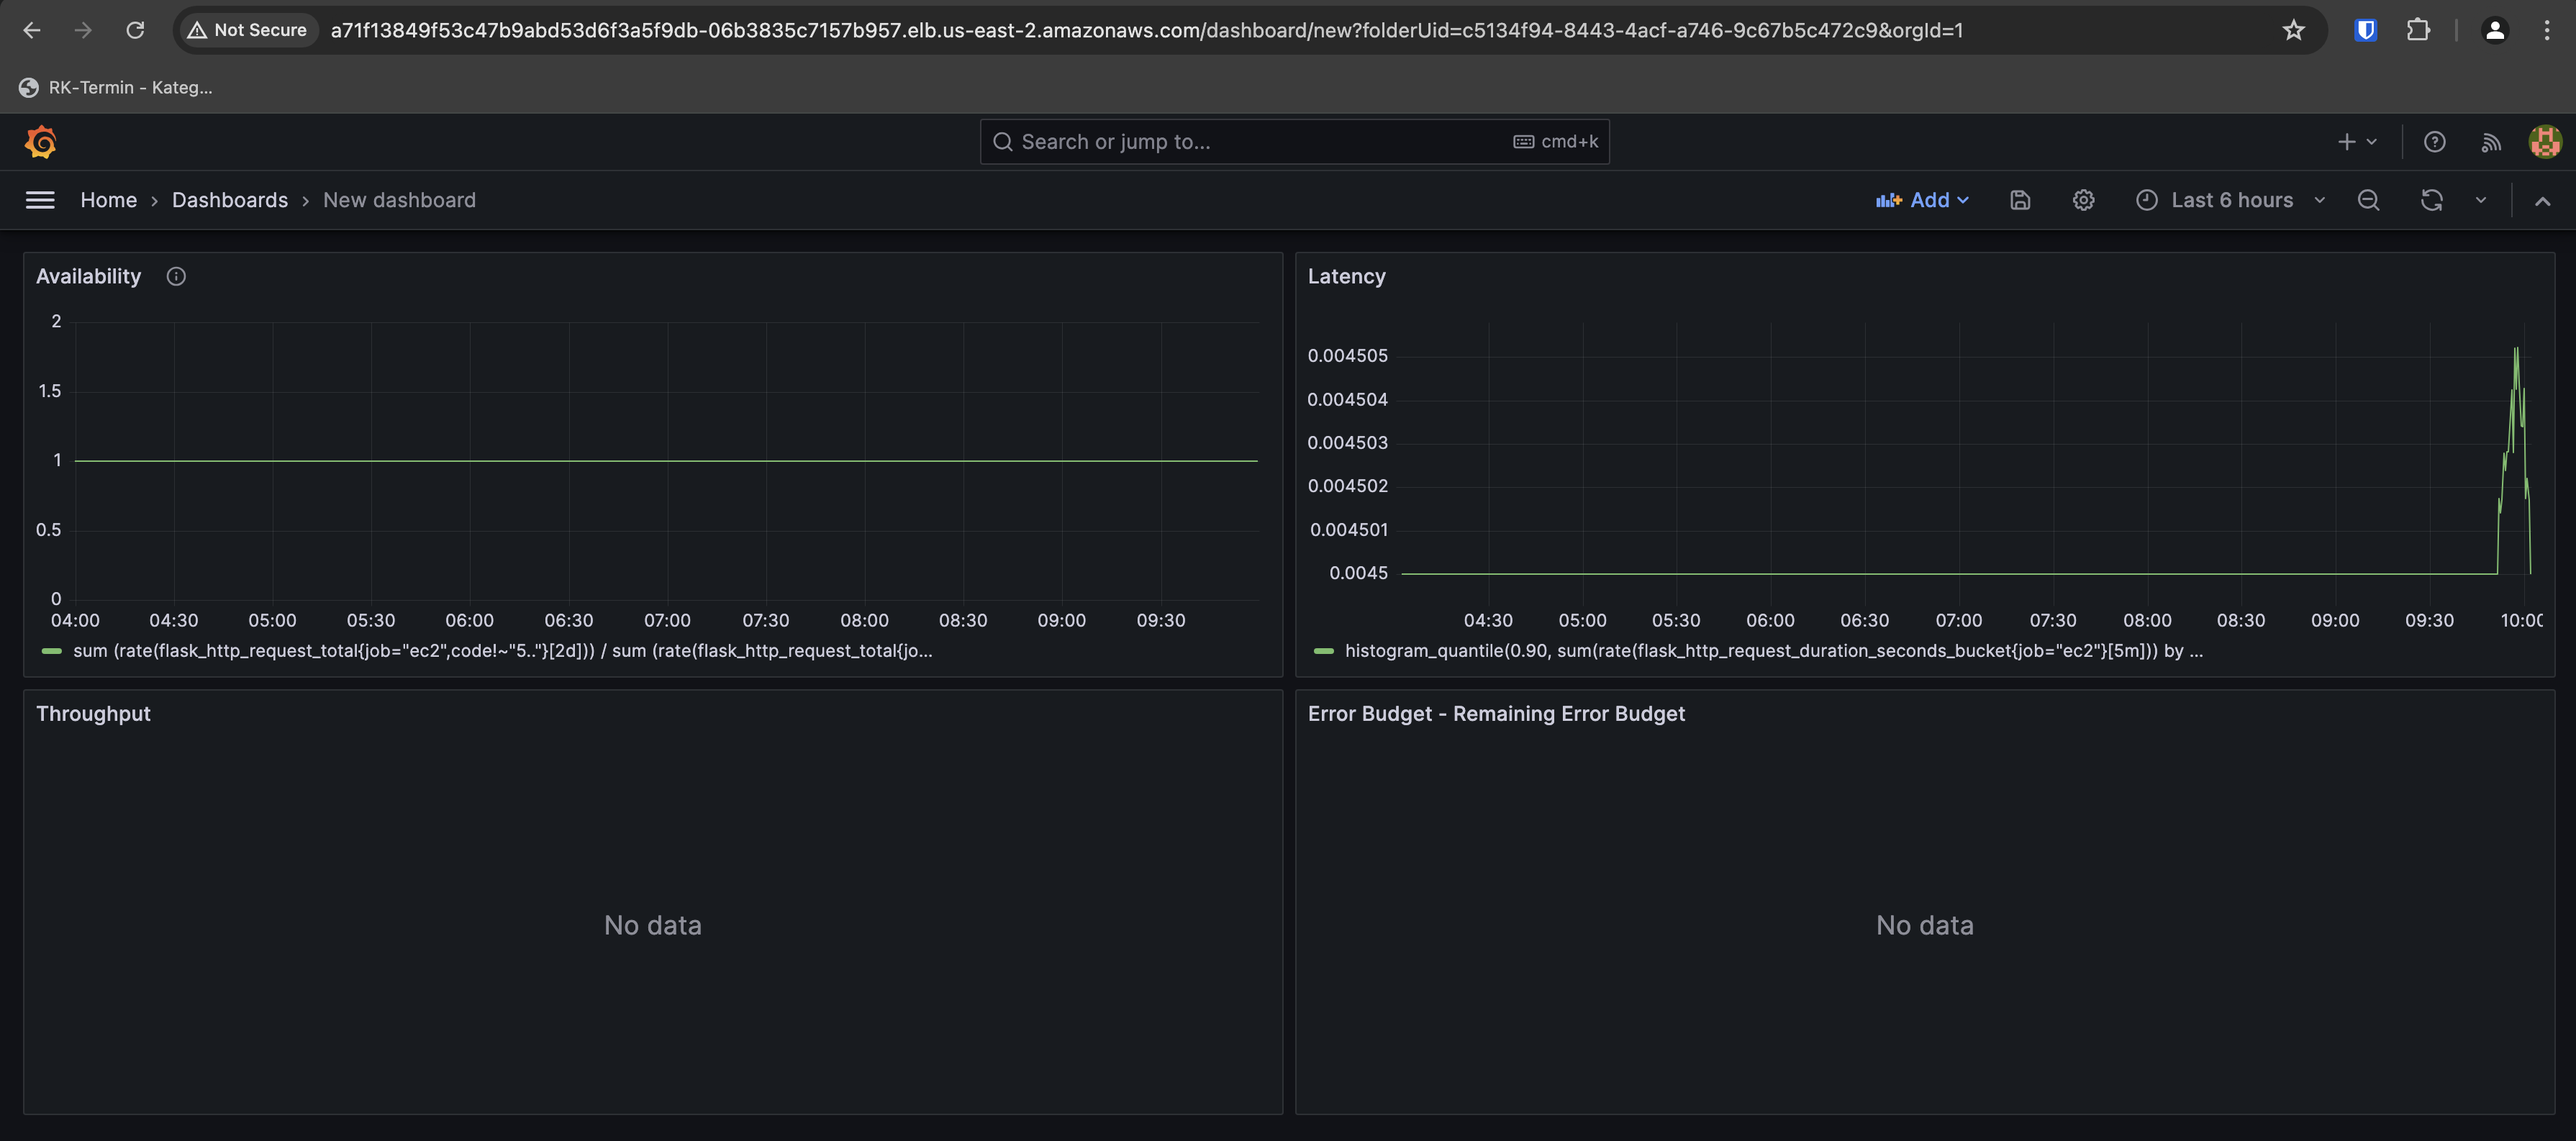 Not Secure a71f13849f53c47b9abd53d6f3a5f9db-06b3835c7157b957.elb.us-east-2.amazonaws.com/dashboard/new?folderUid=c5134f94-8443-4acf-a746-9c67b5c472c9&orgId=1
RK-Termin - Kateg...
Search or jump to... cmd+k
Home > Dashboards > New dashboard Add Last 6 hours
Availability
2
1.5
1
0.5
0
04:00 04:30 05:00 05:30 06:00 06:30 07:00 07:30 08:00 08:30 09:00 09:30
sum (rate(flask_http_request_total{job="ec2",code!~"5.."}[2d])) / sum (rate(flask_http_request_total{jo...
Latency
0.004505
0.004504
0.004503
0.004502
0.004501
0.0045
04:30 05:00 05:30 06:00 06:30 07:00 07:30 08:00 08:30 09:00 09:30 10:00
histogram_quantile(0.90, sum(rate(flask_http_request_duration_seconds_bucket{job="ec2"}[5m])) by ...
Throughput
No data
Error Budget - Remaining Error Budget
No data